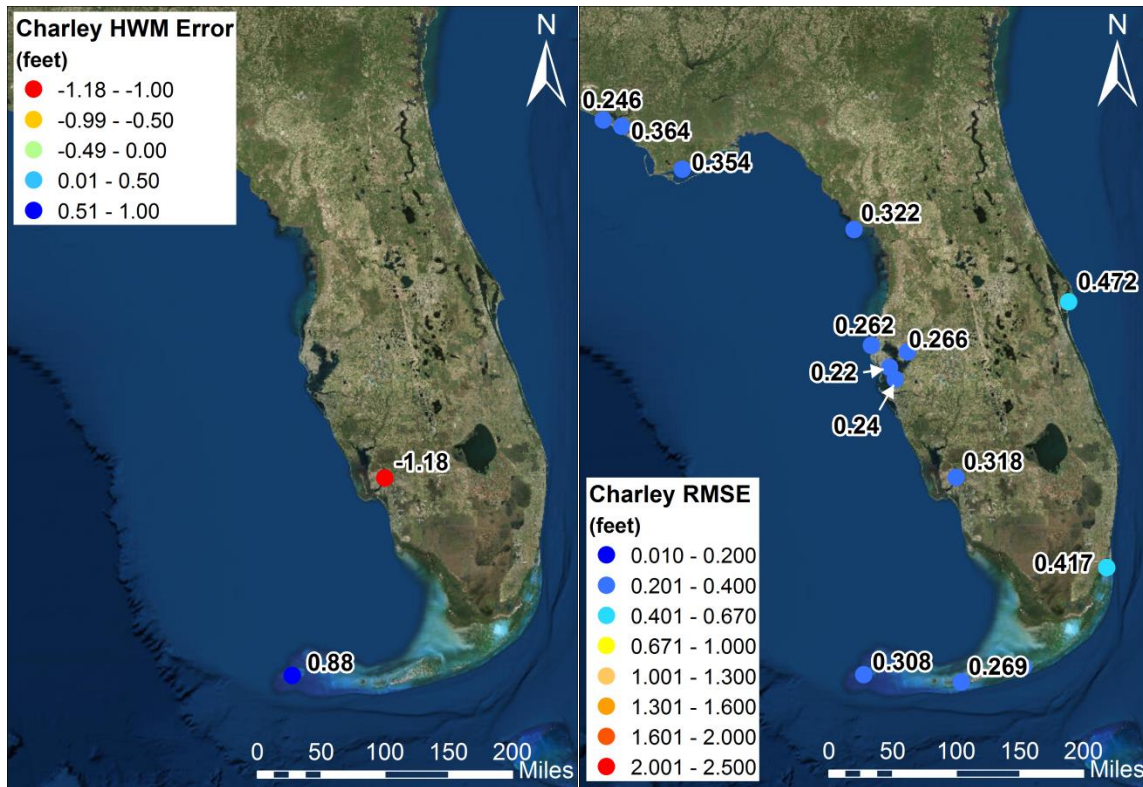 Charley HWM Error
(feet)
-1.18 - -1.00
-0.99 - -0.50
-0.49 - 0.00
0.01 - 0.50
0.51 - 1.00
N
-1.18
0.88
0 50 100 150 200
Miles
N
0.246
0.364
0.354
0.322
0.472
0.262
0.266
0.22
0.24
0.318
0.417
0.308
0.269
Charley RMSE
(feet)
0.010 - 0.200
0.201 - 0.400
0.401 - 0.670
0.671 - 1.000
1.001 - 1.300
1.301 - 1.600
1.601 - 2.000
2.001 - 2.500
0 50 100 150 200
Miles